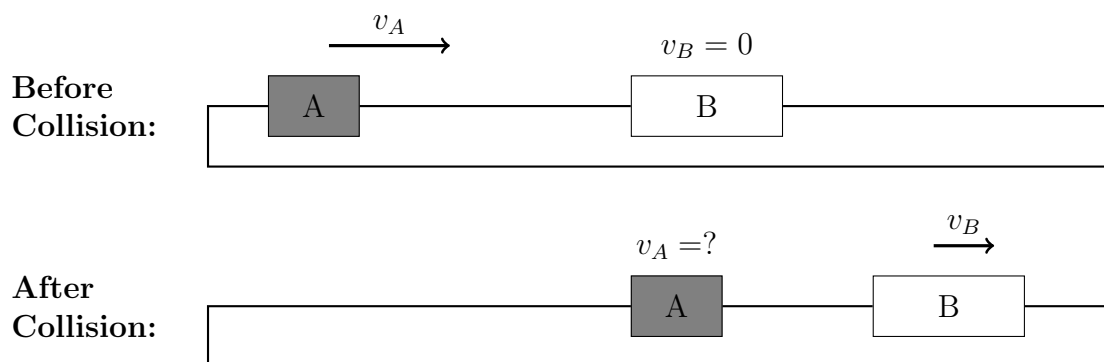 v_A
v_B = 0
Before
Collision:
A
B
v_B
v_A =?
After
Collision:
A
B